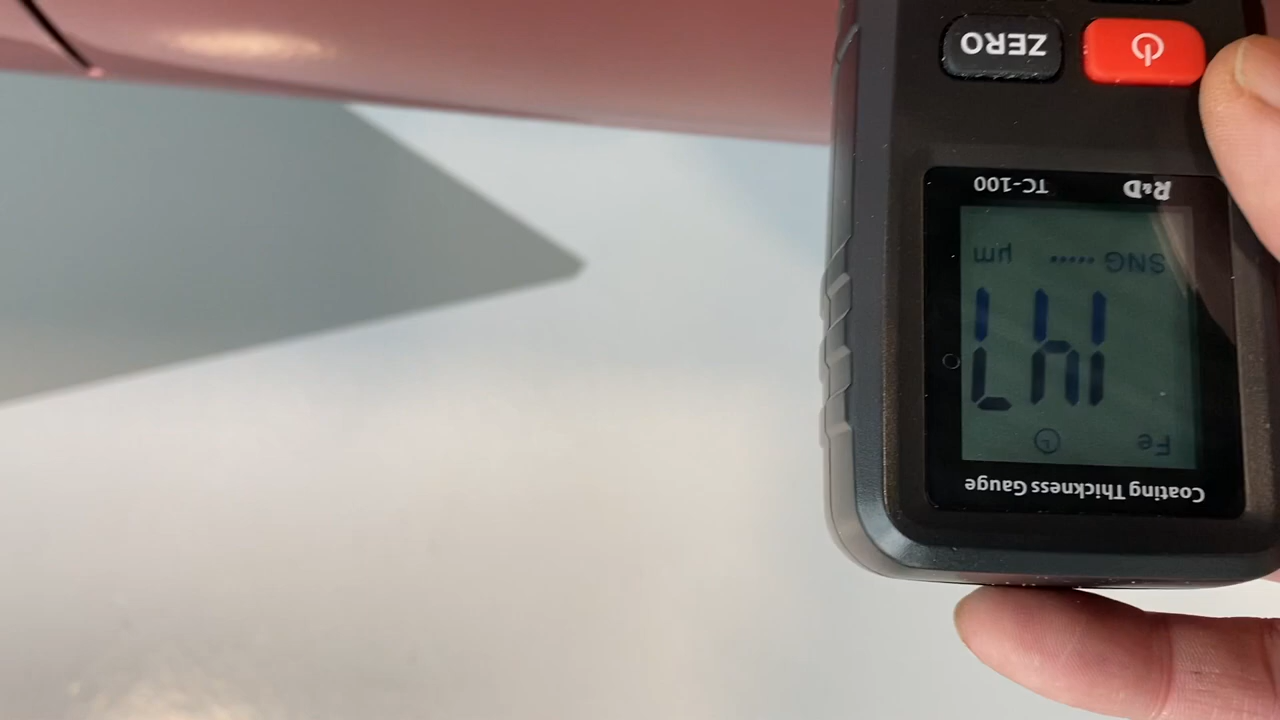 Coating Thickness Gauge
Fe
147
SNG µm
R&D TC-100
ZERO